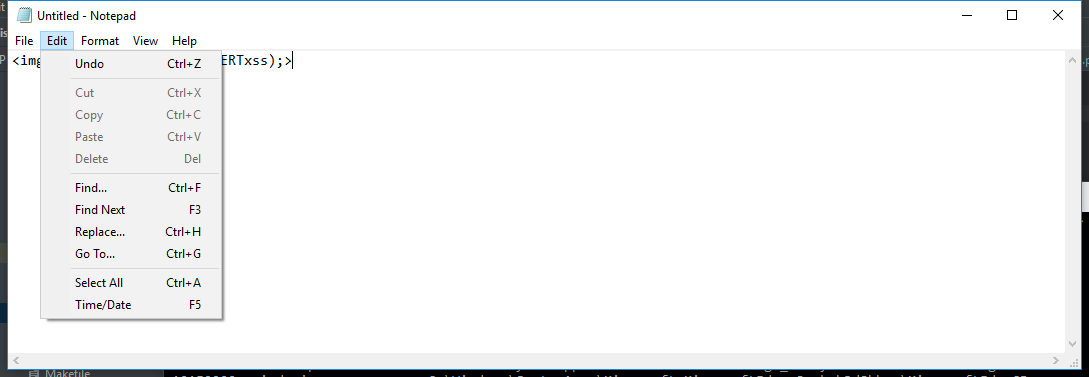 Untitled - Notepad
File Edit Format View Help
<img ERTxss);>
Undo Ctrl+Z
Cut Ctrl+X
Copy Ctrl+C
Paste Ctrl+V
Delete Del
Find... Ctrl+F
Find Next F3
Replace... Ctrl+H
Go To... Ctrl+G
Select All Ctrl+A
Time/Date F5
Makefile